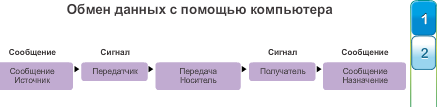 Обмен данных с помощью компьютера
1
2
Сообщение Сигнал Сигнал Сообщение
Сообщение Передатчик Передача Получатель Сообщение
Источник Носитель Назначение